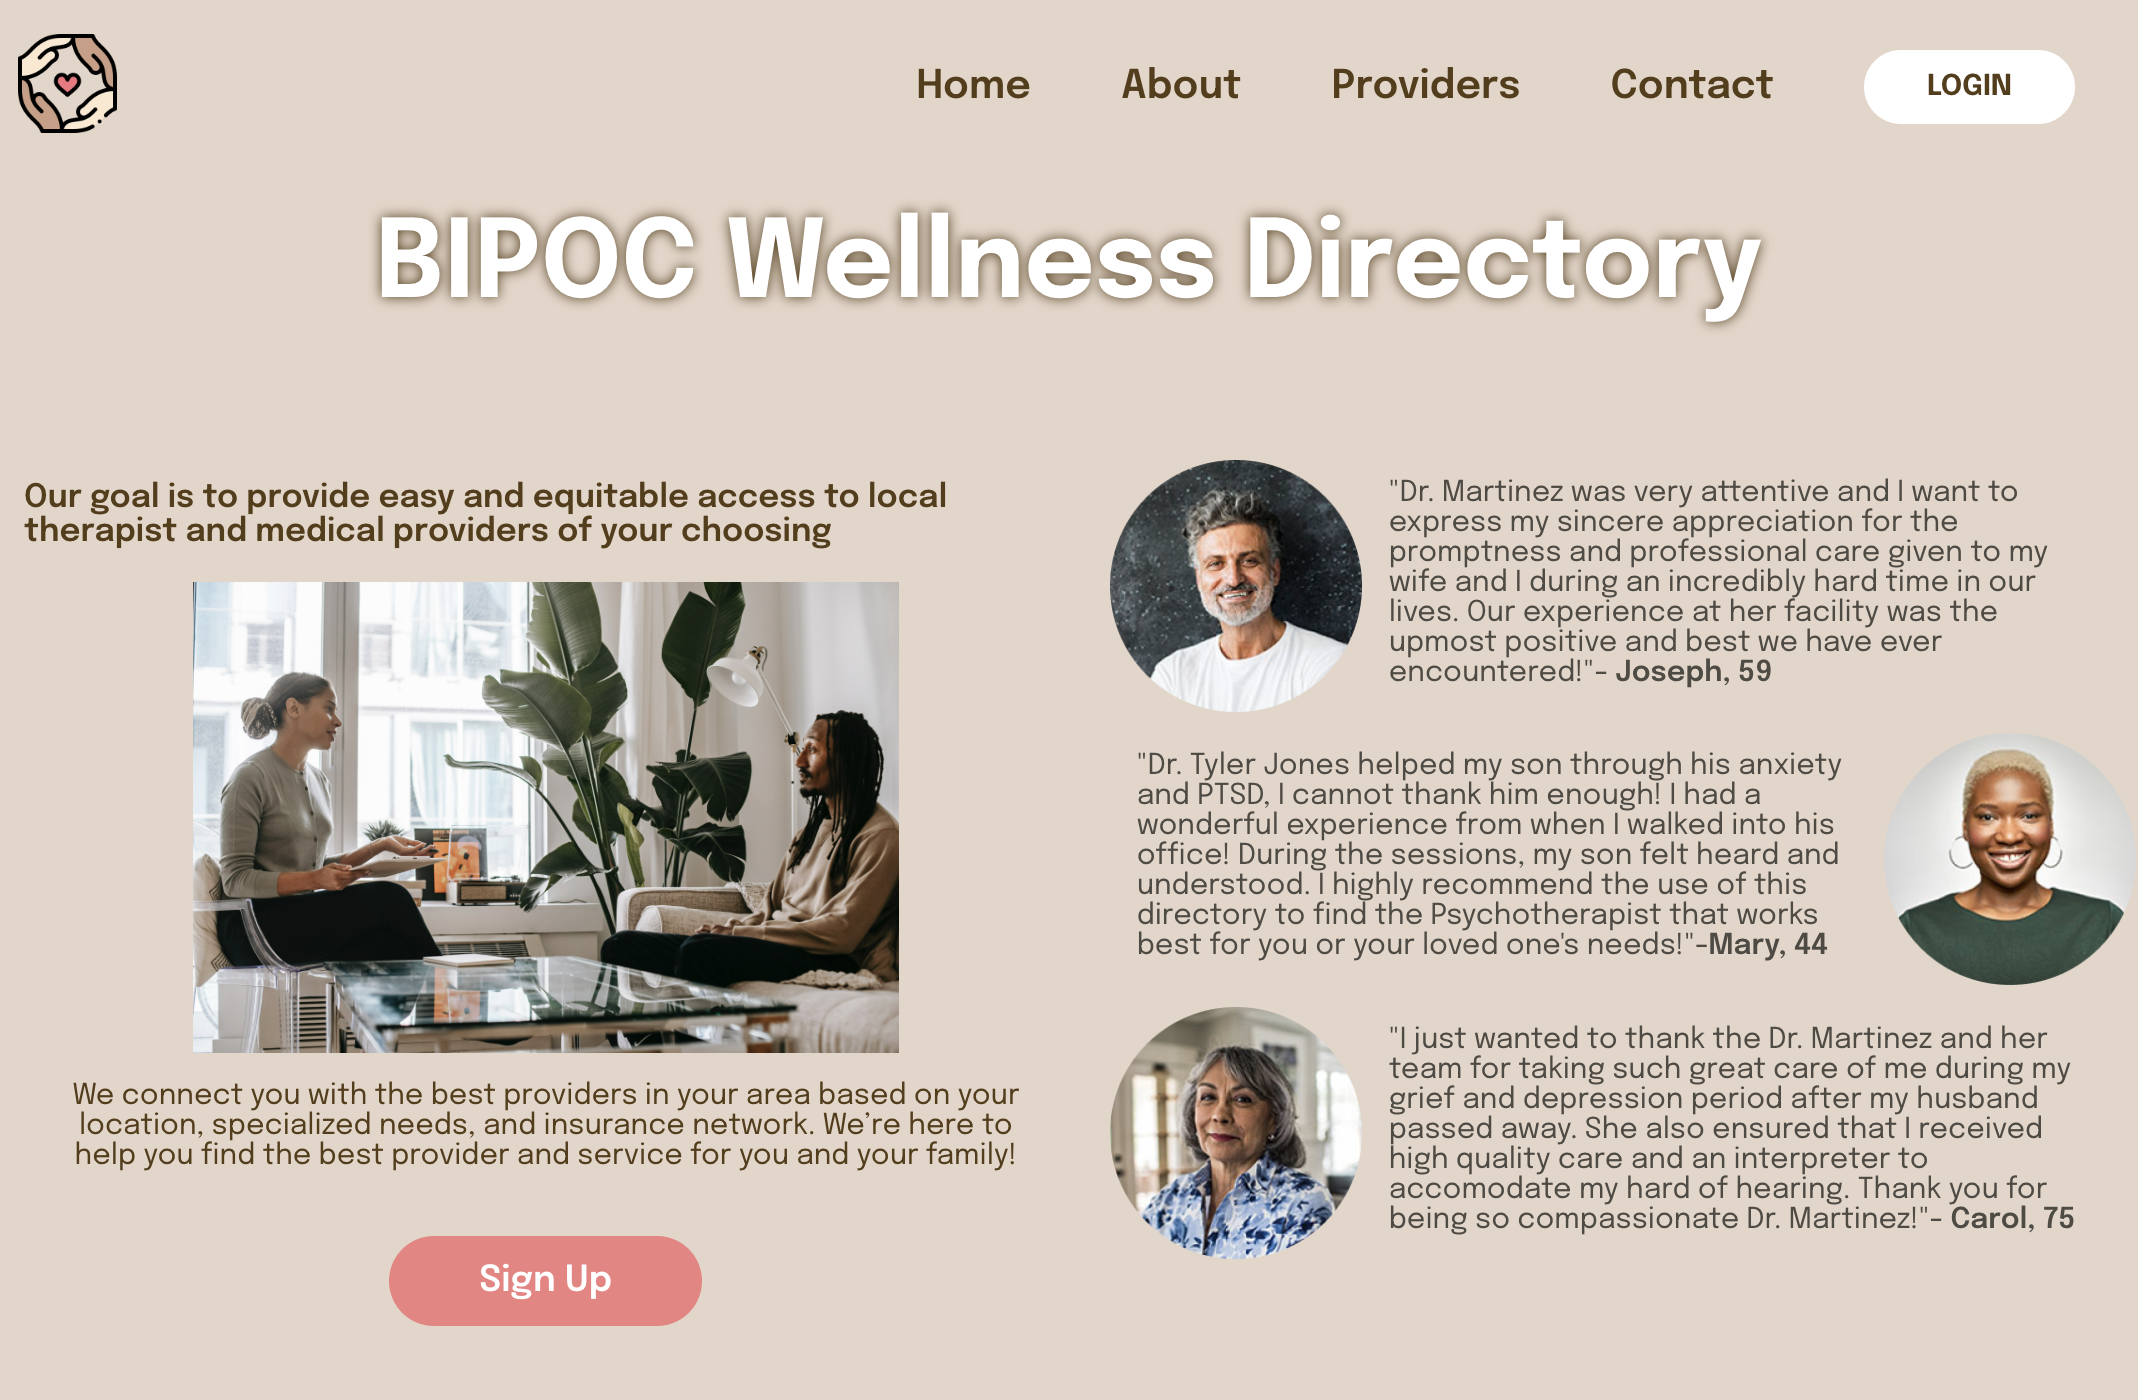 Home About Providers Contact LOGIN
BIPOC Wellness Directory
Our goal is to provide easy and equitable access to local
therapist and medical providers of your choosing
We connect you with the best providers in your area based on your
location, specialized needs, and insurance network. We’re here to
help you find the best provider and service for you and your family!
Sign Up
"Dr. Martinez was very attentive and I want to
express my sincere appreciation for the
promptness and professional care given to my
wife and I during an incredibly hard time in our
lives. Our experience at her facility was the
upmost positive and best we have ever
encountered!"- Joseph, 59
"Dr. Tyler Jones helped my son through his anxiety
and PTSD, I cannot thank him enough! I had a
wonderful experience from when I walked into his
office! During the sessions, my son felt heard and
understood. I highly recommend the use of this
directory to find the Psychotherapist that works
best for you or your loved one's needs!"-Mary, 44
"I just wanted to thank the Dr. Martinez and her
team for taking such great care of me during my
grief and depression period after my husband
passed away. She also ensured that I received
high quality care and an interpreter to
accomodate my hard of hearing. Thank you for
being so compassionate Dr. Martinez!"- Carol, 75